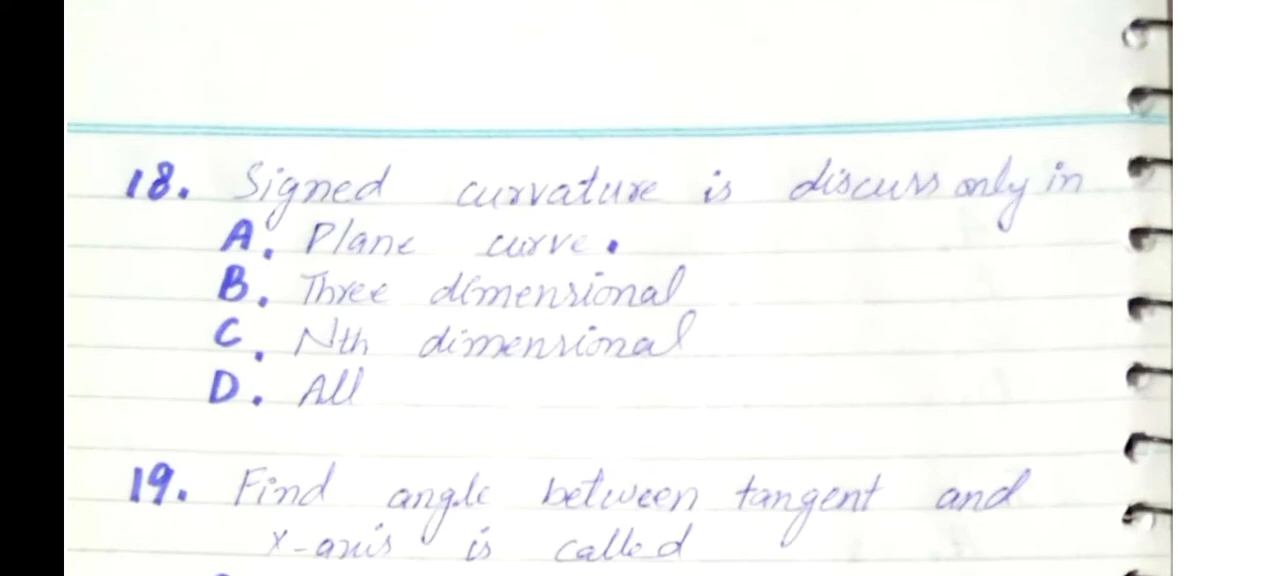 18. Signed curvature is discuss only in
A. Plane curve.
B. Three dimensional
C. Nth dimensional
D. All
19. Find angle between tangent and
x-axis is called